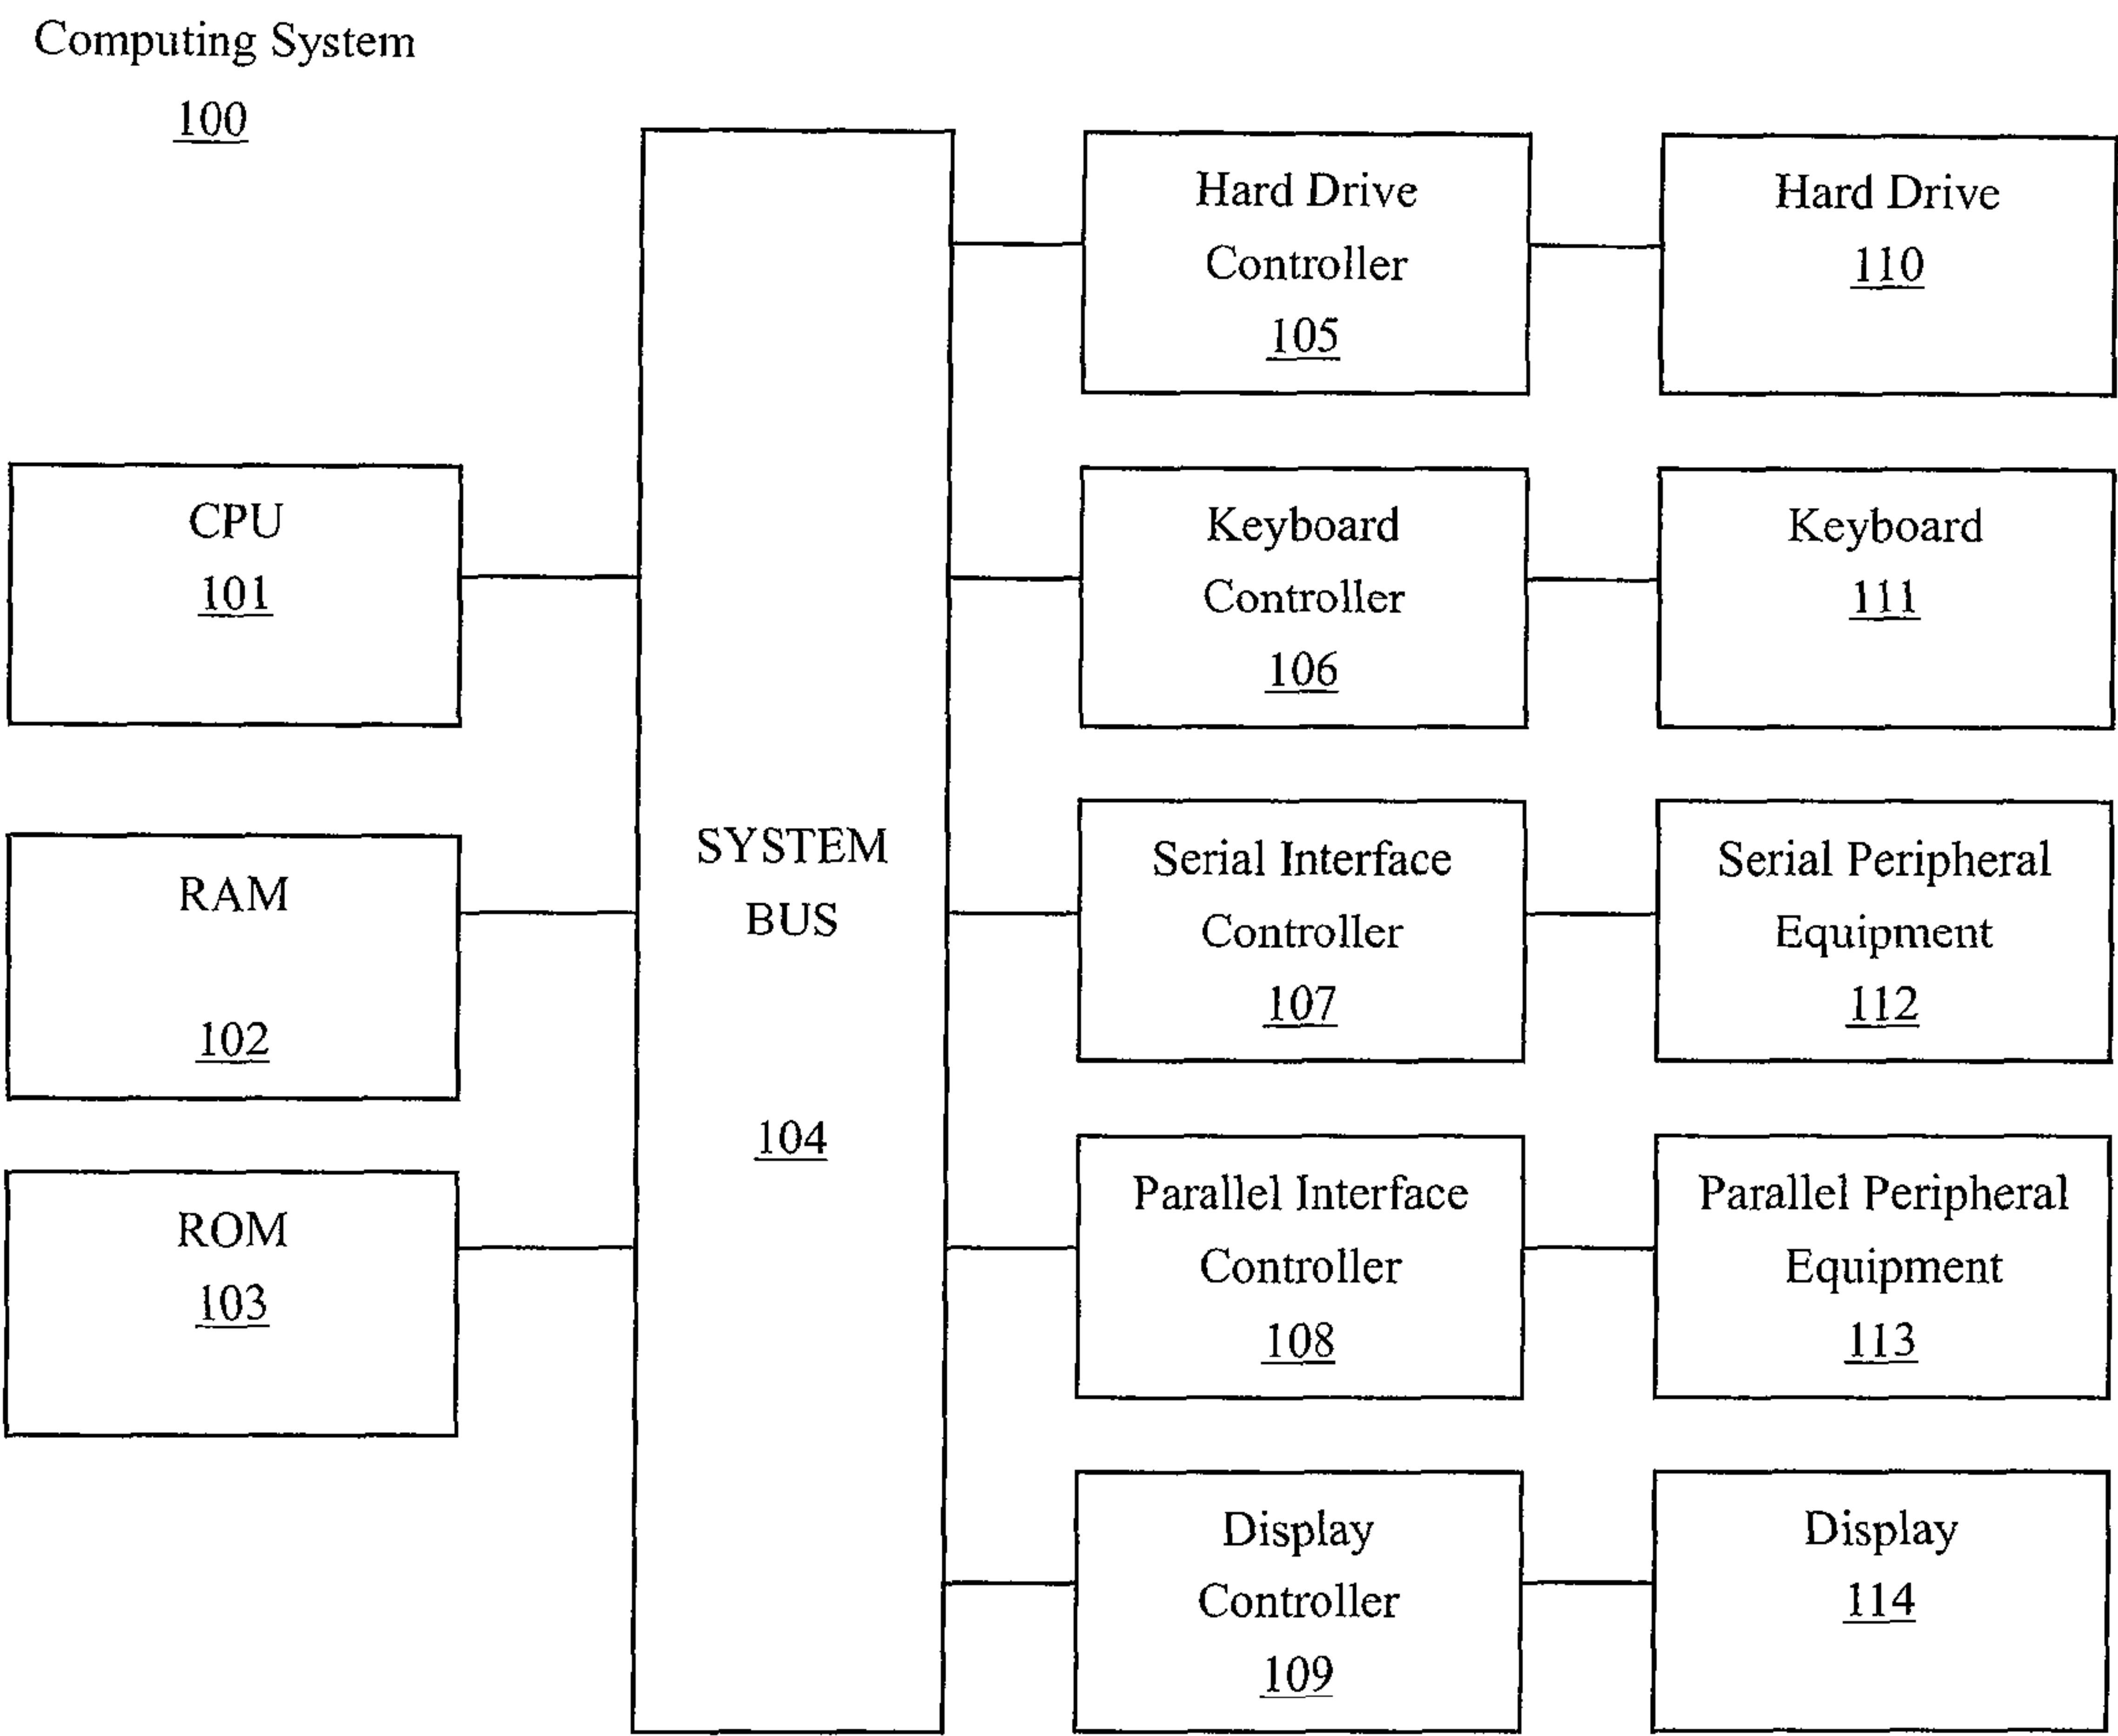 Computing System
100
CPU
101
RAM
102
ROM
103
SYSTEM
BUS
104
Hard Drive
Controller
105
Hard Drive
110
Keyboard
Controller
106
Keyboard
111
Serial Interface
Controller
107
Serial Peripheral
Equipment
112
Parallel Interface
Controller
108
Parallel Peripheral
Equipment
113
Display
Controller
109
Display
114